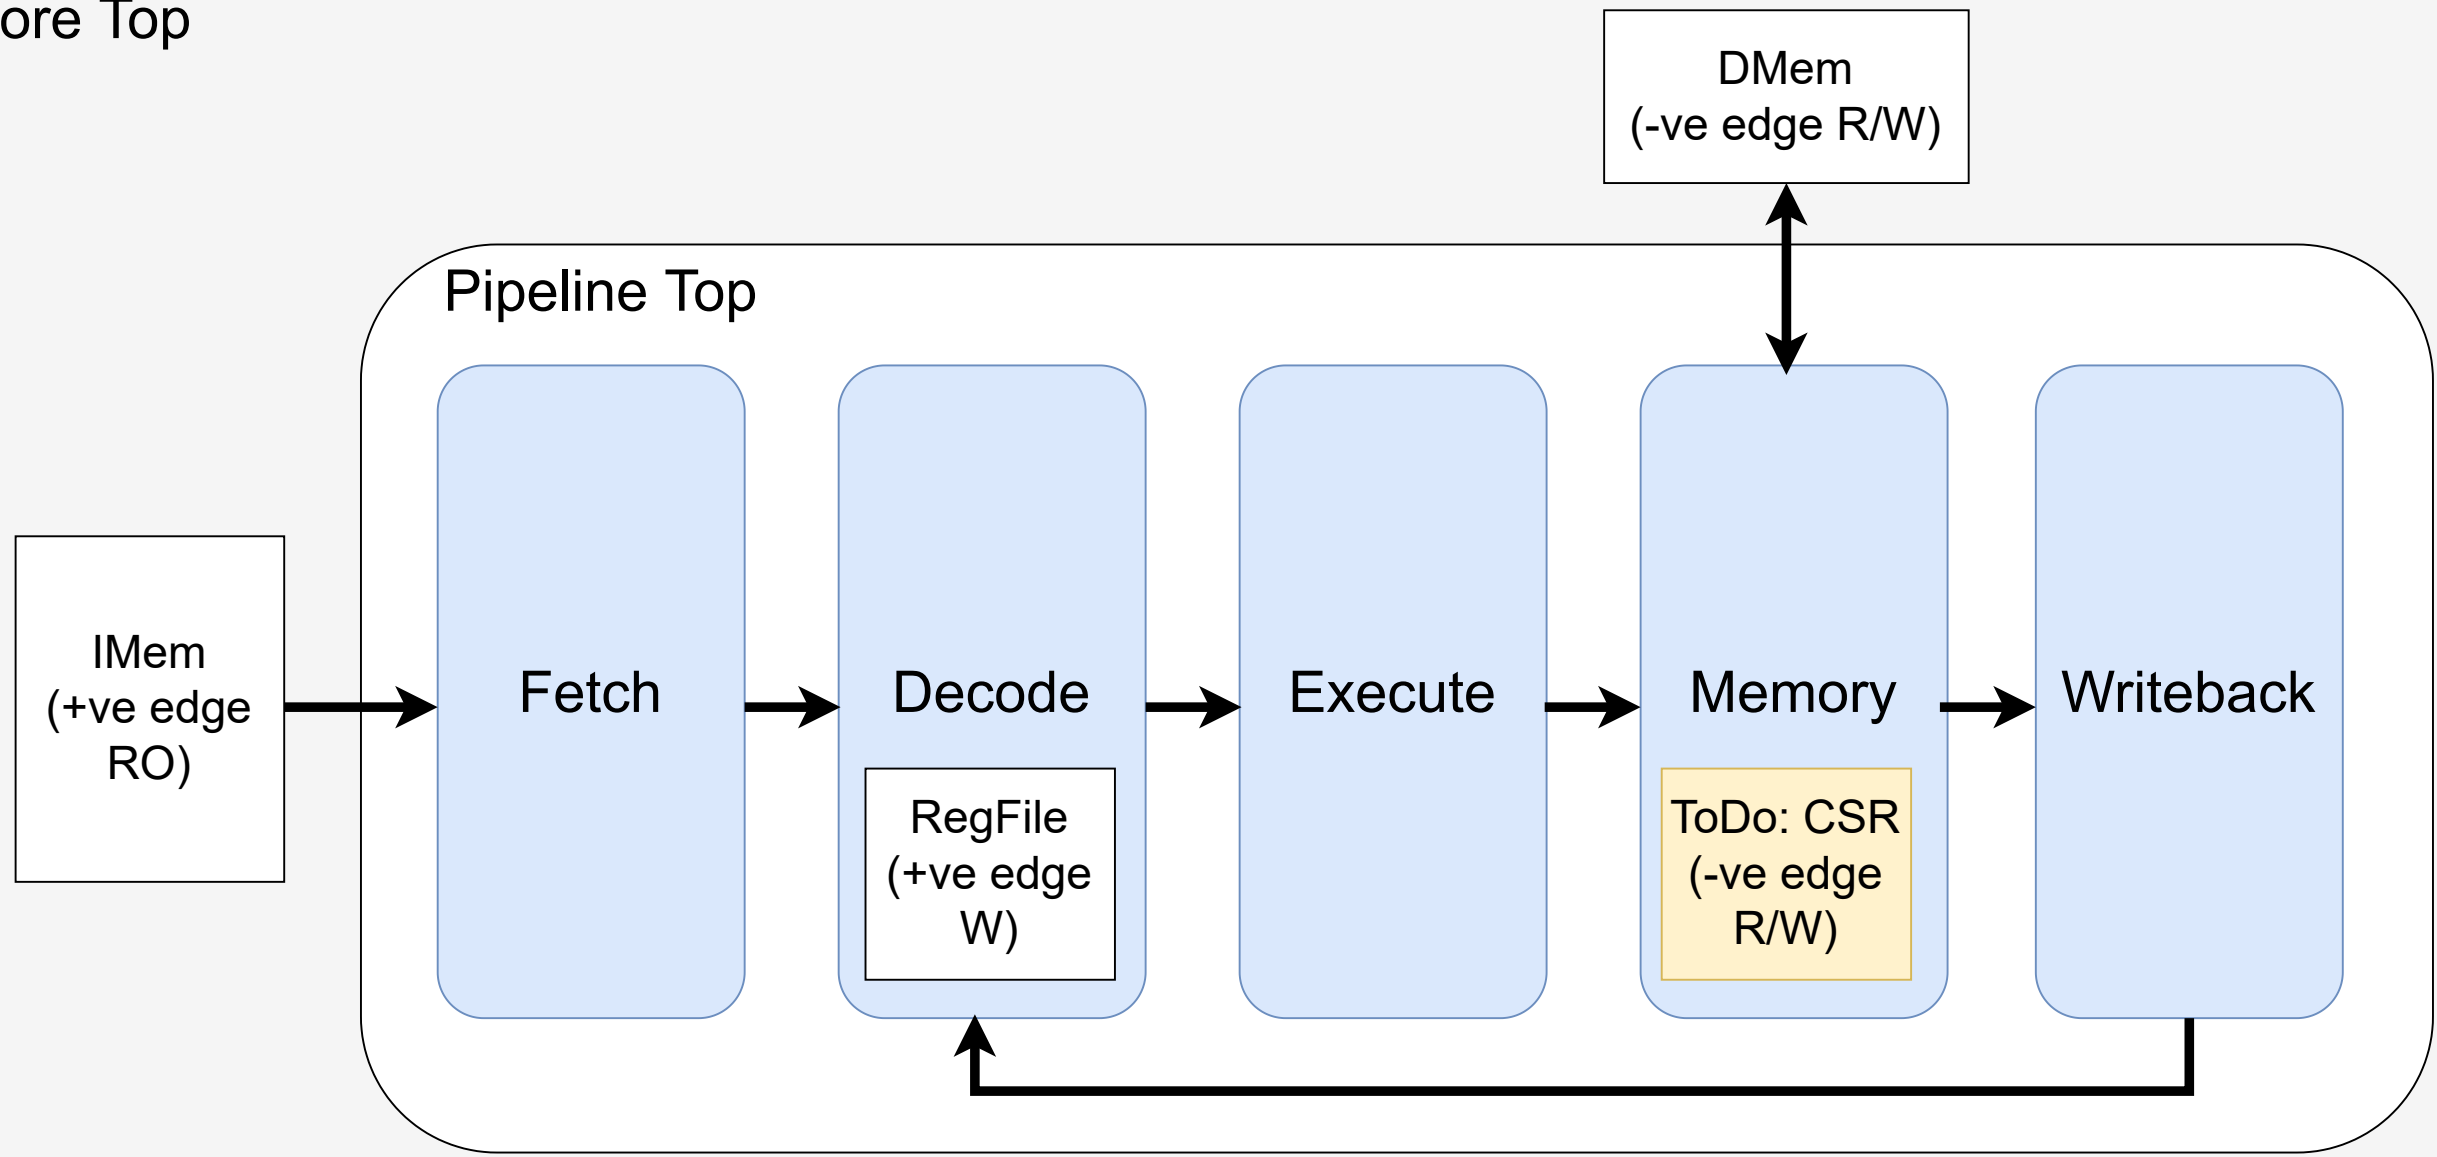 ore Top
DMem
(-ve edge R/W)
Pipeline Top
IMem
(+ve edge
RO)
Fetch
Decode
Execute
Memory
Writeback
RegFile
(+ve edge
W)
ToDo: CSR
(-ve edge
R/W)